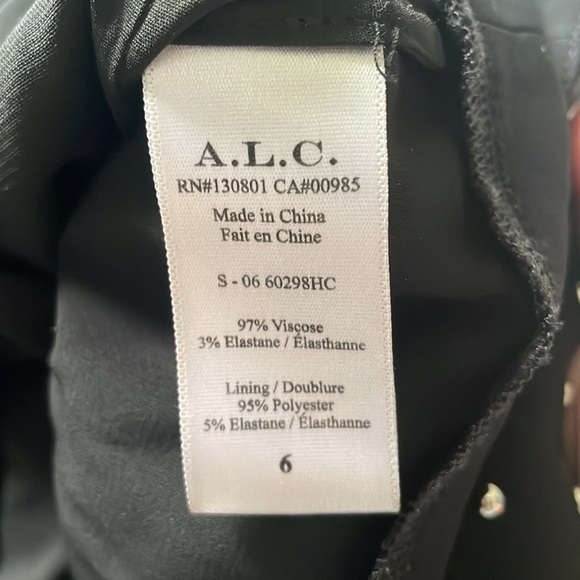 A.L.C.
RN#130801 CA#00985
Made in China
Fait en Chine
S - 06 60298HC
97% Visçose
3% Elastane / Élasthanne
Lining / Doublure
95% Polyester
5% Elastane / Élasthanne
6